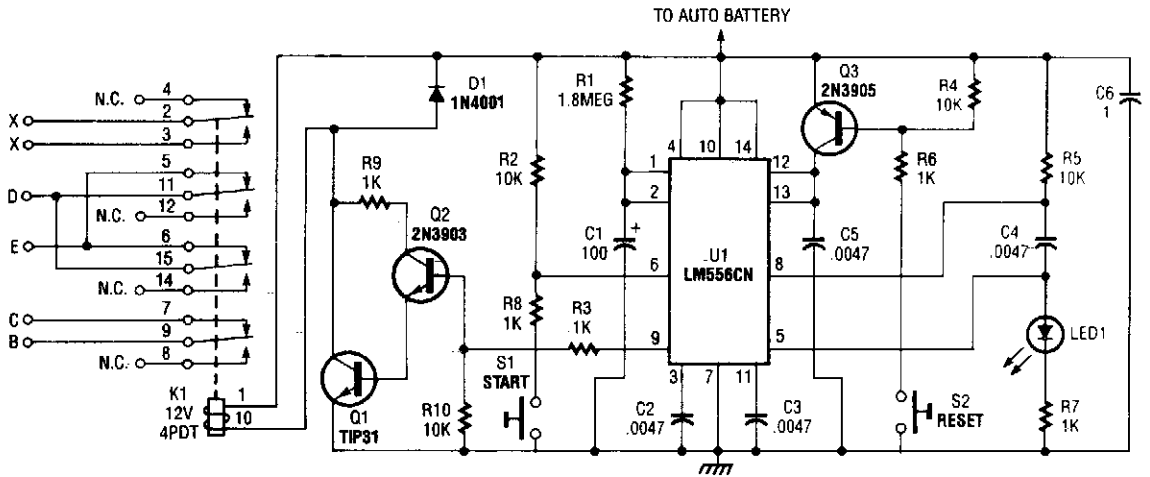 TO AUTO BATTERY
N.C. 4
X 2
X 3
5
D 11
N.C. 12
E 6
15
N.C. 14
C 7
B 9
N.C. 8
K1
12V
4PDT
1
10
D1
1N4001
R9
1K
Q2
2N3903
Q1
TIP31
R10
10K
R2
10K
R8
1K
S1
START
R3
1K
R1
1.8MEG
C1
100
+
4 10 14
1 12
2 13
U1
LM556CN
6 8
9 5
3 7 11
C2
.0047
C3
.0047
Q3
2N3905
R4
10K
R6
1K
C5
.0047
S2
RESET
R5
10K
C4
.0047
LED1
R7
1K
C6
1